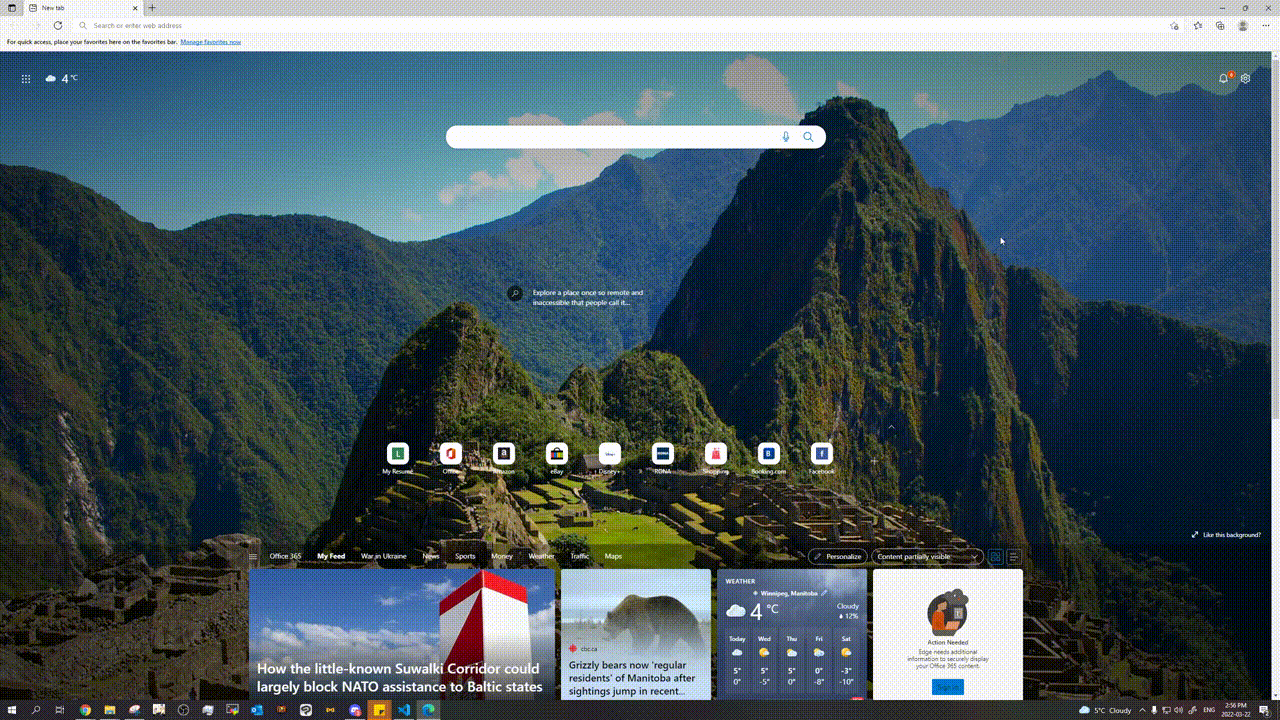 New tab
Search or enter web address
For quick access, place your favorites here on the favorites bar. Manage favorites now
4 °C
6
Explore a place once so remote and
inaccessible that people call it...
L
a
Disney+
RONA
B
f
My Resume
Office
Amazon
eBay
Disney+
RONA
Shopping
Booking.com
Facebook
Like this background?
Office 365
My Feed
War in Ukraine
News
Sports
Money
Weather
Traffic
Maps
Personalize
Content partially visible
How the little-known Suwalki Corridor could
largely block NATO assistance to Baltic states
cbc.ca
Grizzly bears now 'regular
residents' of Manitoba after
sightings jump in recent...
WEATHER
Winnipeg, Manitoba
4 °C
Cloudy
12%
Today Wed Thu Fri Sat
5° 5° 5° 0° -3°
0° -5° 0° -8° -10°
Action Needed
Edge needs additional
information to securely display
your Office 365 content.
Sign in
5°C Cloudy
ENG
2:56 PM
2022-03-22